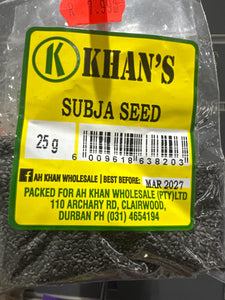 K KHAN'S
SUBJA SEED
25 g
6 009618 638203
f AH KHAN WHOLESALE | BEST BEFORE: MAR 2027
PACKED FOR AH KHAN WHOLESALE (PTY)LTD
110 ARCHARY RD, CLAIRWOOD,
DURBAN PH (031) 4654194